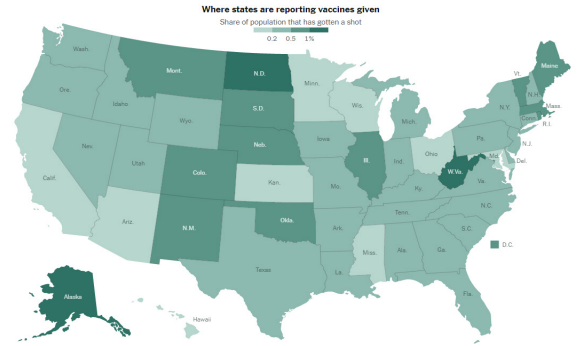 Where states are reporting vaccines given
Share of population that has gotten a shot
0.2 0.5 1%
Wash.
Mont.
N.D.
Minn.
Maine
Vt.
Ore.
Idaho
S.D.
Wis.
N.H.
Mass.
Wyo.
Mich.
N.Y.
Conn.
R.I.
Nev.
Neb.
Iowa
Pa.
N.J.
Utah
Colo.
Ill.
Ind.
Ohio
Md.
Del.
Calif.
Kan.
Mo.
W.Va.
Va.
Ky.
N.C.
Ariz.
N.M.
Okla.
Ark.
Tenn.
S.C.
D.C.
Texas
La.
Miss.
Ala.
Ga.
Alaska
Hawaii
Fla.